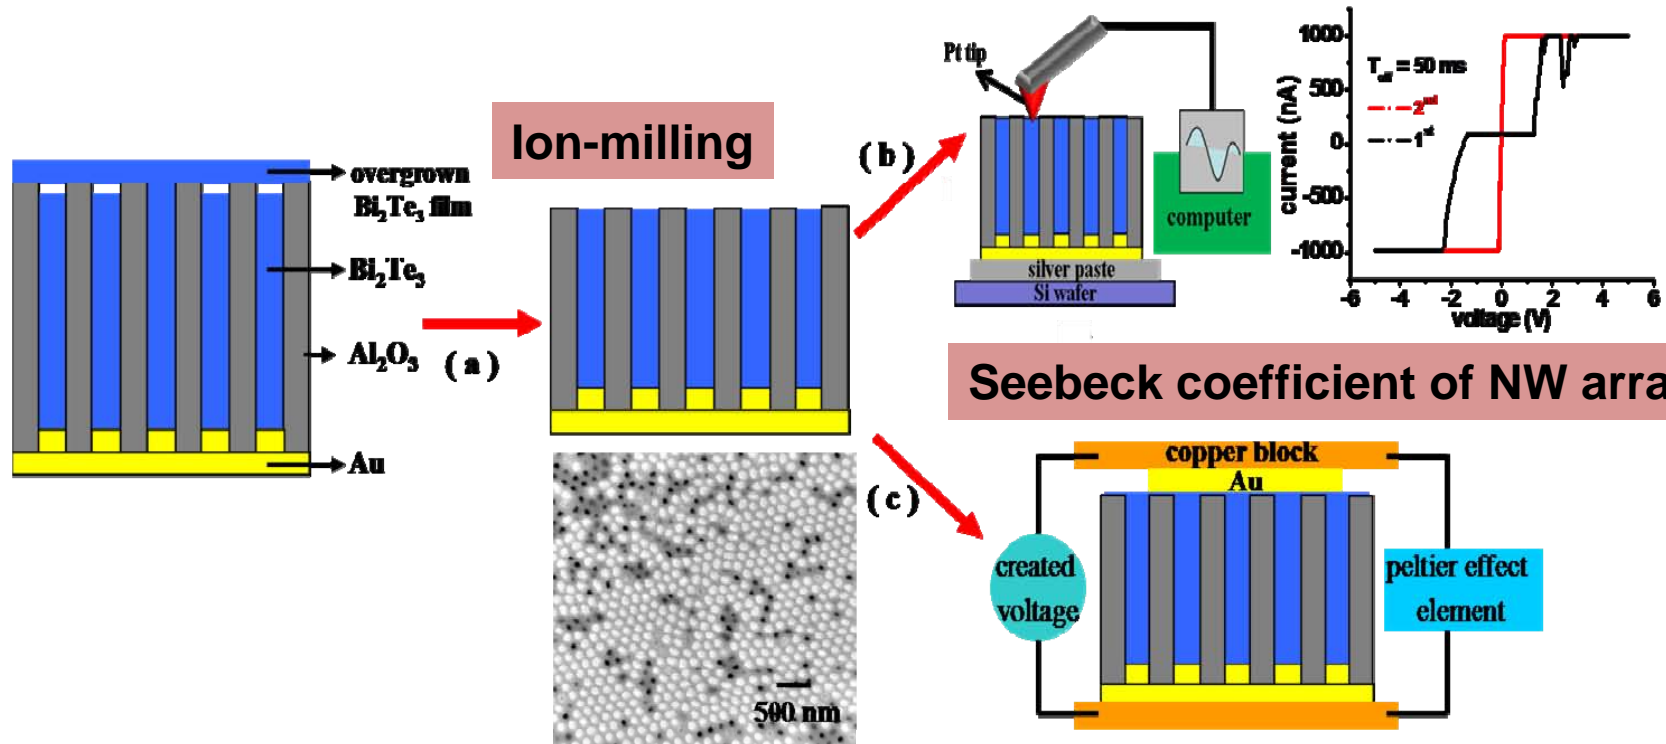 overgrown
Bi₂Te₃ film
Bi₂Te₃
Al₂O₃
Au
( a )
Ion-milling
500 nm
( b )
Pt tip
computer
silver paste
Si wafer
current (nA)
1000
500
0
-500
-1000
= 50 ms
2nd
1st
-6 -4 -2 0 2 4 6
voltage (V)
Seebeck coefficient of NW arra
( c )
copper block
Au
created
voltage
peltier effect
element